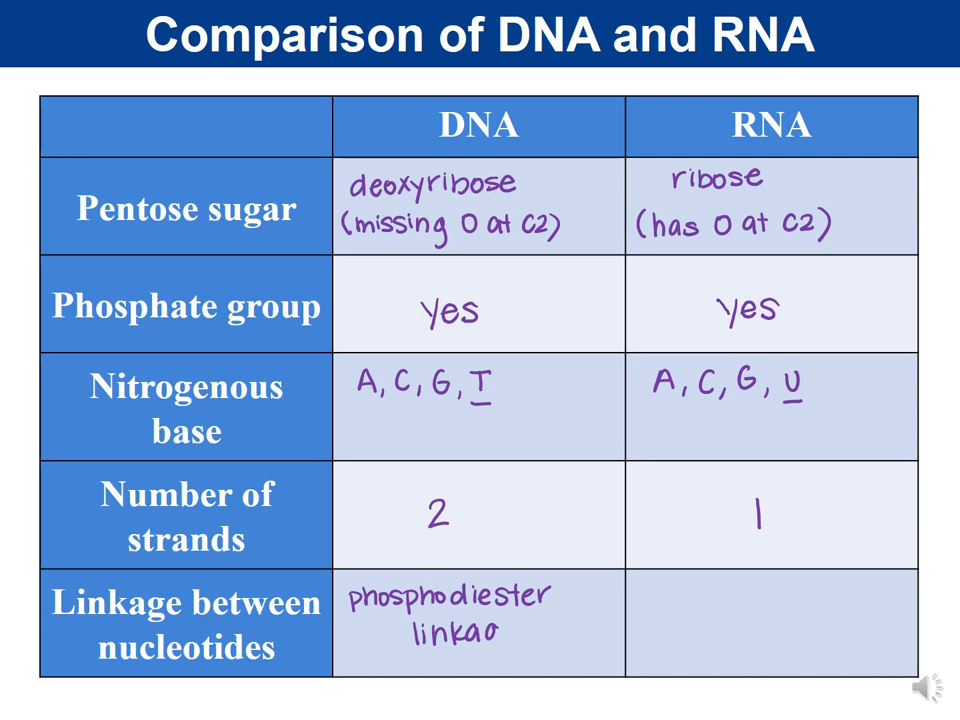 Comparison of DNA and RNA
DNA RNA
Pentose sugar
deoxyribose
(missing O at C2)
ribose
(has O at C2)
Phosphate group
yes
yes
Nitrogenous
base
A, C, G, T
A, C, G, U
Number of
strands
2
1
Linkage between
nucleotides
phosphodiester
linkag